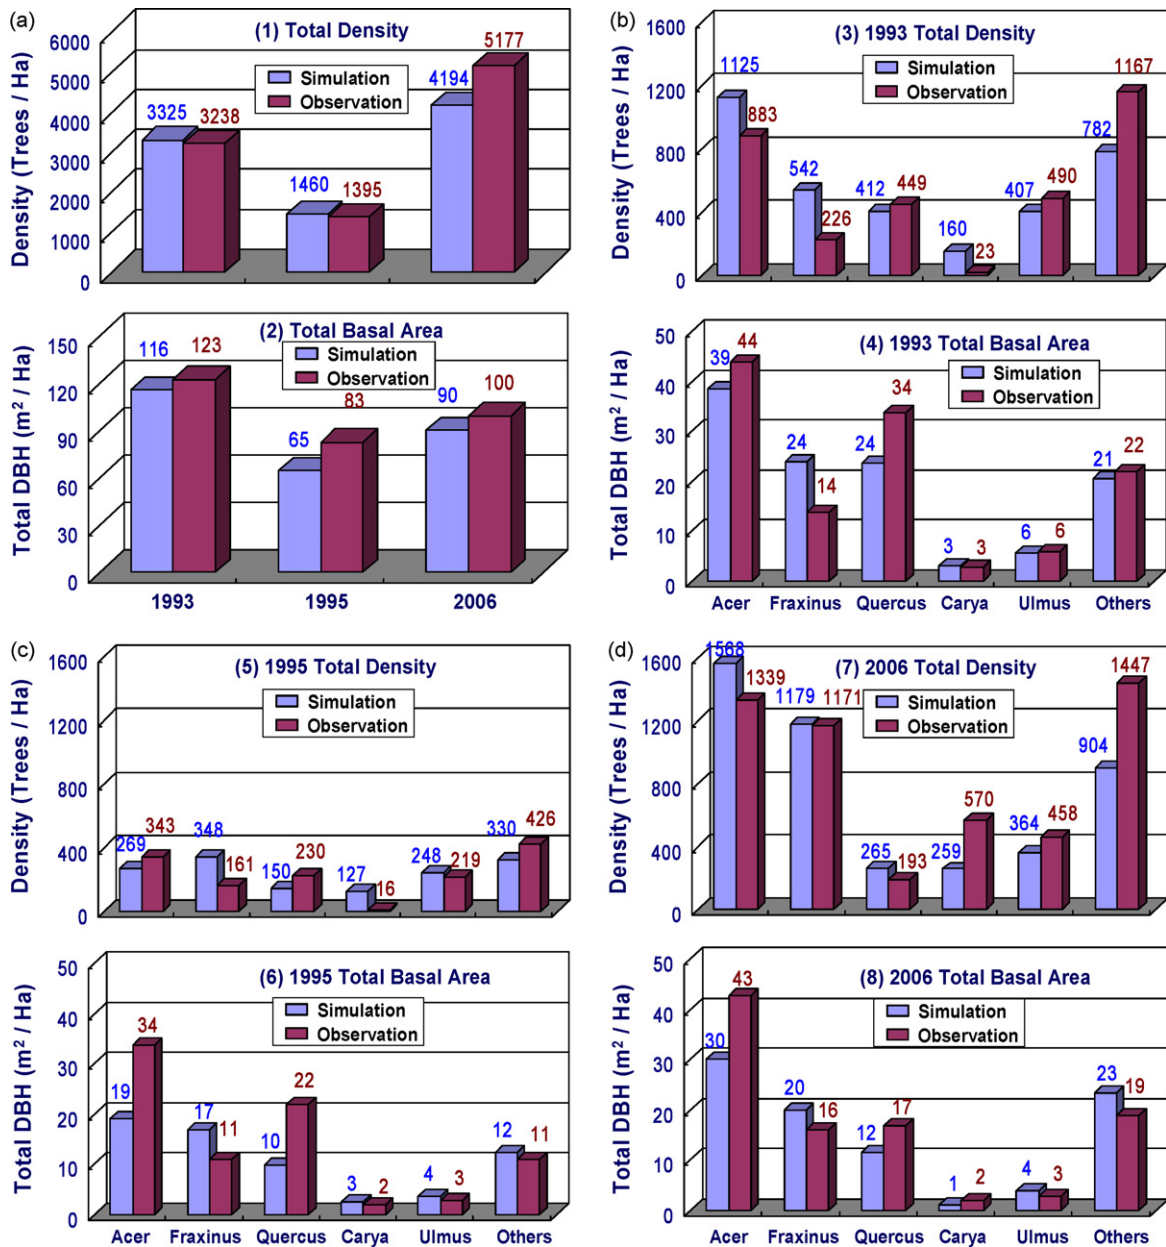 (a)
(1) Total Density
Density (Trees / Ha)
6000
5000
4000
3000
2000
1000
0
Simulation
Observation
3325
3238
1460
1395
4194
5177
(2) Total Basal Area
Total DBH (m² / Ha)
150
120
90
60
30
0
Simulation
Observation
116
123
65
83
90
100
1993
1995
2006
(b)
(3) 1993 Total Density
Density (Trees / Ha)
1600
1200
800
400
0
Simulation
Observation
1125
883
542
226
412
449
160
23
407
490
782
1167
(4) 1993 Total Basal Area
Total DBH (m² / Ha)
50
40
30
20
10
0
Simulation
Observation
39
44
24
14
24
34
3
3
6
6
21
22
Acer
Fraxinus
Quercus
Carya
Ulmus
Others
(c)
(5) 1995 Total Density
Density (Trees / Ha)
1600
1200
800
400
0
Simulation
Observation
269
343
348
161
150
230
127
16
248
219
330
426
(6) 1995 Total Basal Area
Total DBH (m² / Ha)
50
40
30
20
10
0
Simulation
Observation
19
34
17
11
10
22
3
2
4
3
12
11
Acer
Fraxinus
Quercus
Carya
Ulmus
Others
(d)
(7) 2006 Total Density
Density (Trees / Ha)
1600
1200
800
400
0
Simulation
Observation
1568
1339
1179
1171
265
193
259
570
364
458
904
1447
(8) 2006 Total Basal Area
Total DBH (m² / Ha)
50
40
30
20
10
0
Simulation
Observation
30
43
20
16
12
17
1
2
4
3
23
19
Acer
Fraxinus
Quercus
Carya
Ulmus
Others